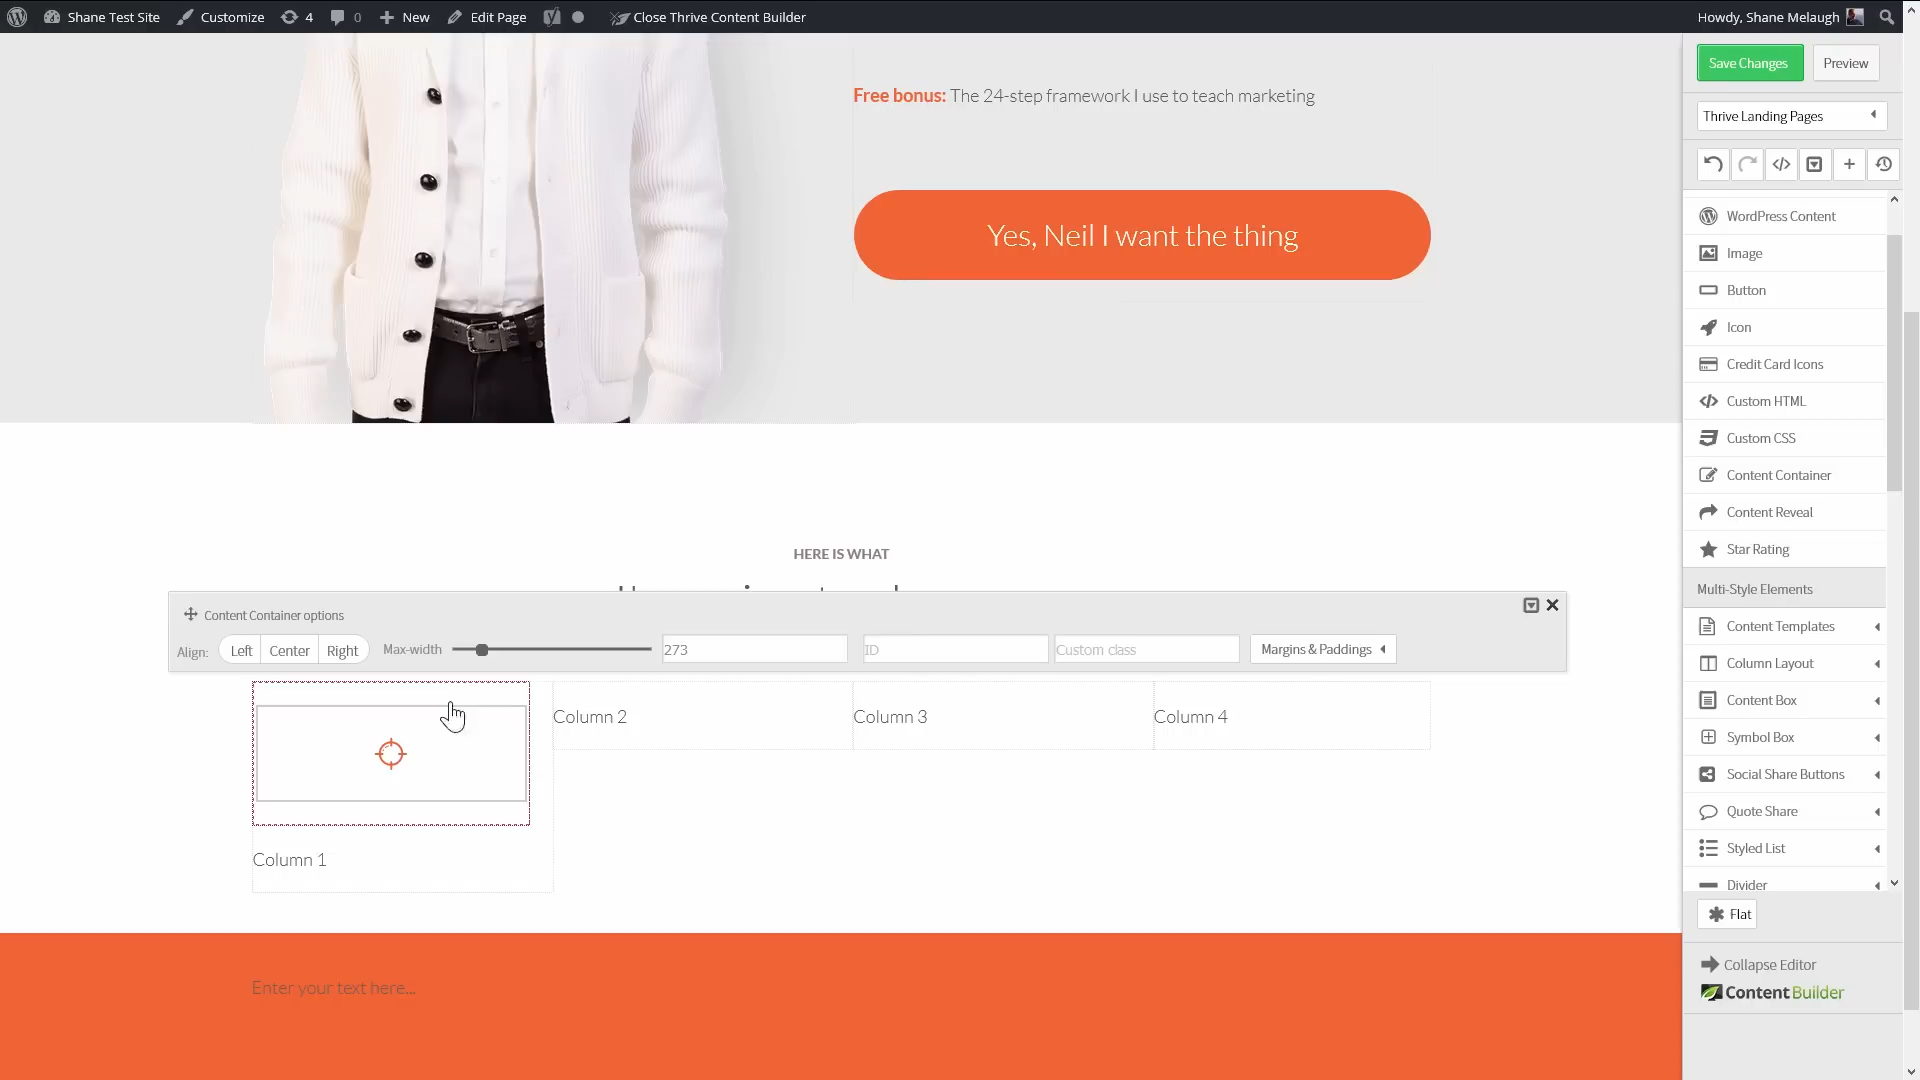 Shane Test Site
Customize
4
0
New
Edit Page
Close Thrive Content Builder
Howdy, Shane Melaugh
Save Changes
Preview
Free bonus: The 24-step framework I use to teach marketing
Thrive Landing Pages
WordPress Content
Yes, Neil I want the thing
Image
Button
Icon
Credit Card Icons
Custom HTML
Custom CSS
Content Container
Content Reveal
Star Rating
HERE IS WHAT
Multi-Style Elements
Content Container options
Align:
Left
Center
Right
Max-width
273
ID
Custom class
Margins & Paddings
Content Templates
Column Layout
Content Box
Symbol Box
Social Share Buttons
Quote Share
Styled List
Divider
Column 2
Column 3
Column 4
Column 1
Flat
Collapse Editor
Content Builder
Enter your text here...